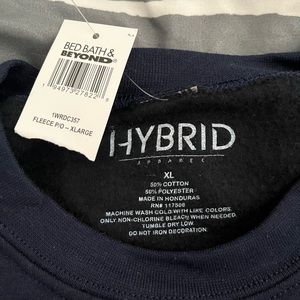 BED BATH &
BEYOND
1WRDC357
FLEECE P/O – XLARGE
HYBRID
APPAREL
XL
50% COTTON
50% POLYESTER
MADE IN HONDURAS
RN# 117506
MACHINE WASH COLD WITH LIKE COLORS.
ONLY NON-CHLORINE BLEACH WHEN NEEDED.
TUMBLE DRY LOW.
DO NOT IRON DECORATION.